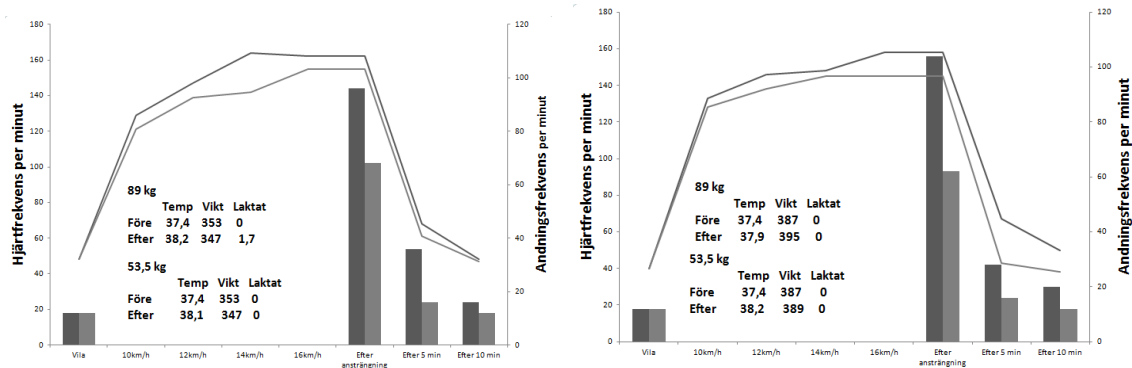 Hjärtfrekvens per minut
180
160
140
120
100
80
60
40
20
0
120
100
80
60
40
20
0
Andningsfrekvens per minut
89 kg
Temp Vikt Laktat
Före 37,4 353 0
Efter 38,2 347 1,7
53,5 kg
Temp Vikt Laktat
Före 37,4 353 0
Efter 38,1 347 0
Vila 10km/h 12km/h 14km/h 16km/h Efter Efter 5 min Efter 10 min
ansträngning
Hjärtfrekvens per minut
180
160
140
120
100
80
60
40
20
0
120
100
80
60
40
20
0
Andningsfrekvens per minut
89 kg
Temp Vikt Laktat
Före 37,4 387 0
Efter 37,9 395 0
53,5 kg
Temp Vikt Laktat
Före 37,4 387 0
Efter 38,2 389 0
Vila 10km/h 12km/h 14km/h 16km/h Efter Efter 5 min Efter 10 min
ansträngning